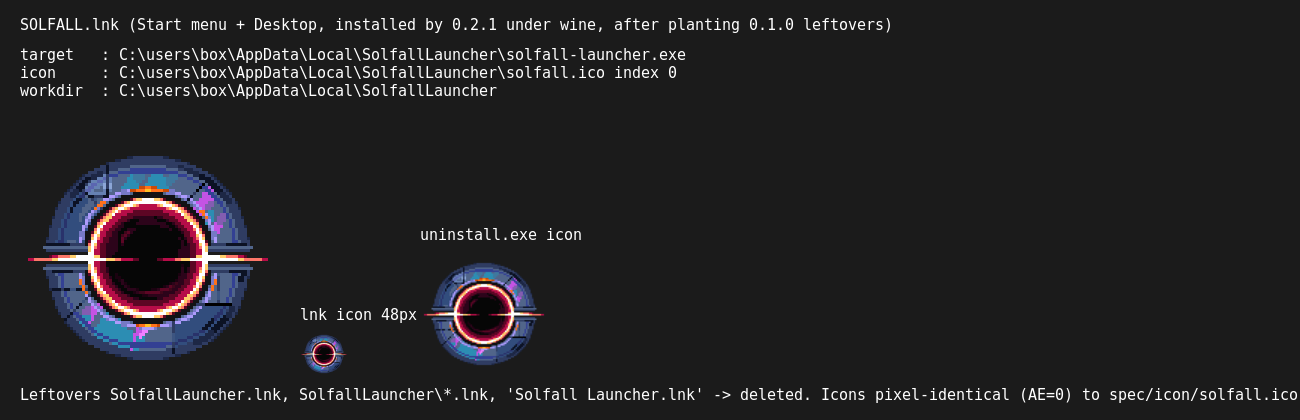 SOLFALL.lnk (Start menu + Desktop, installed by 0.2.1 under wine, after planting 0.1.0 leftovers)
target   : C:\users\box\AppData\Local\SolfallLauncher\solfall-launcher.exe
icon     : C:\users\box\AppData\Local\SolfallLauncher\solfall.ico index 0
workdir  : C:\users\box\AppData\Local\SolfallLauncher
uninstall.exe icon
lnk icon 48px
Leftovers SolfallLauncher.lnk, SolfallLauncher\*.lnk, 'Solfall Launcher.lnk' -> deleted. Icons pixel-identical (AE=0) to spec/icon/solfall.ico